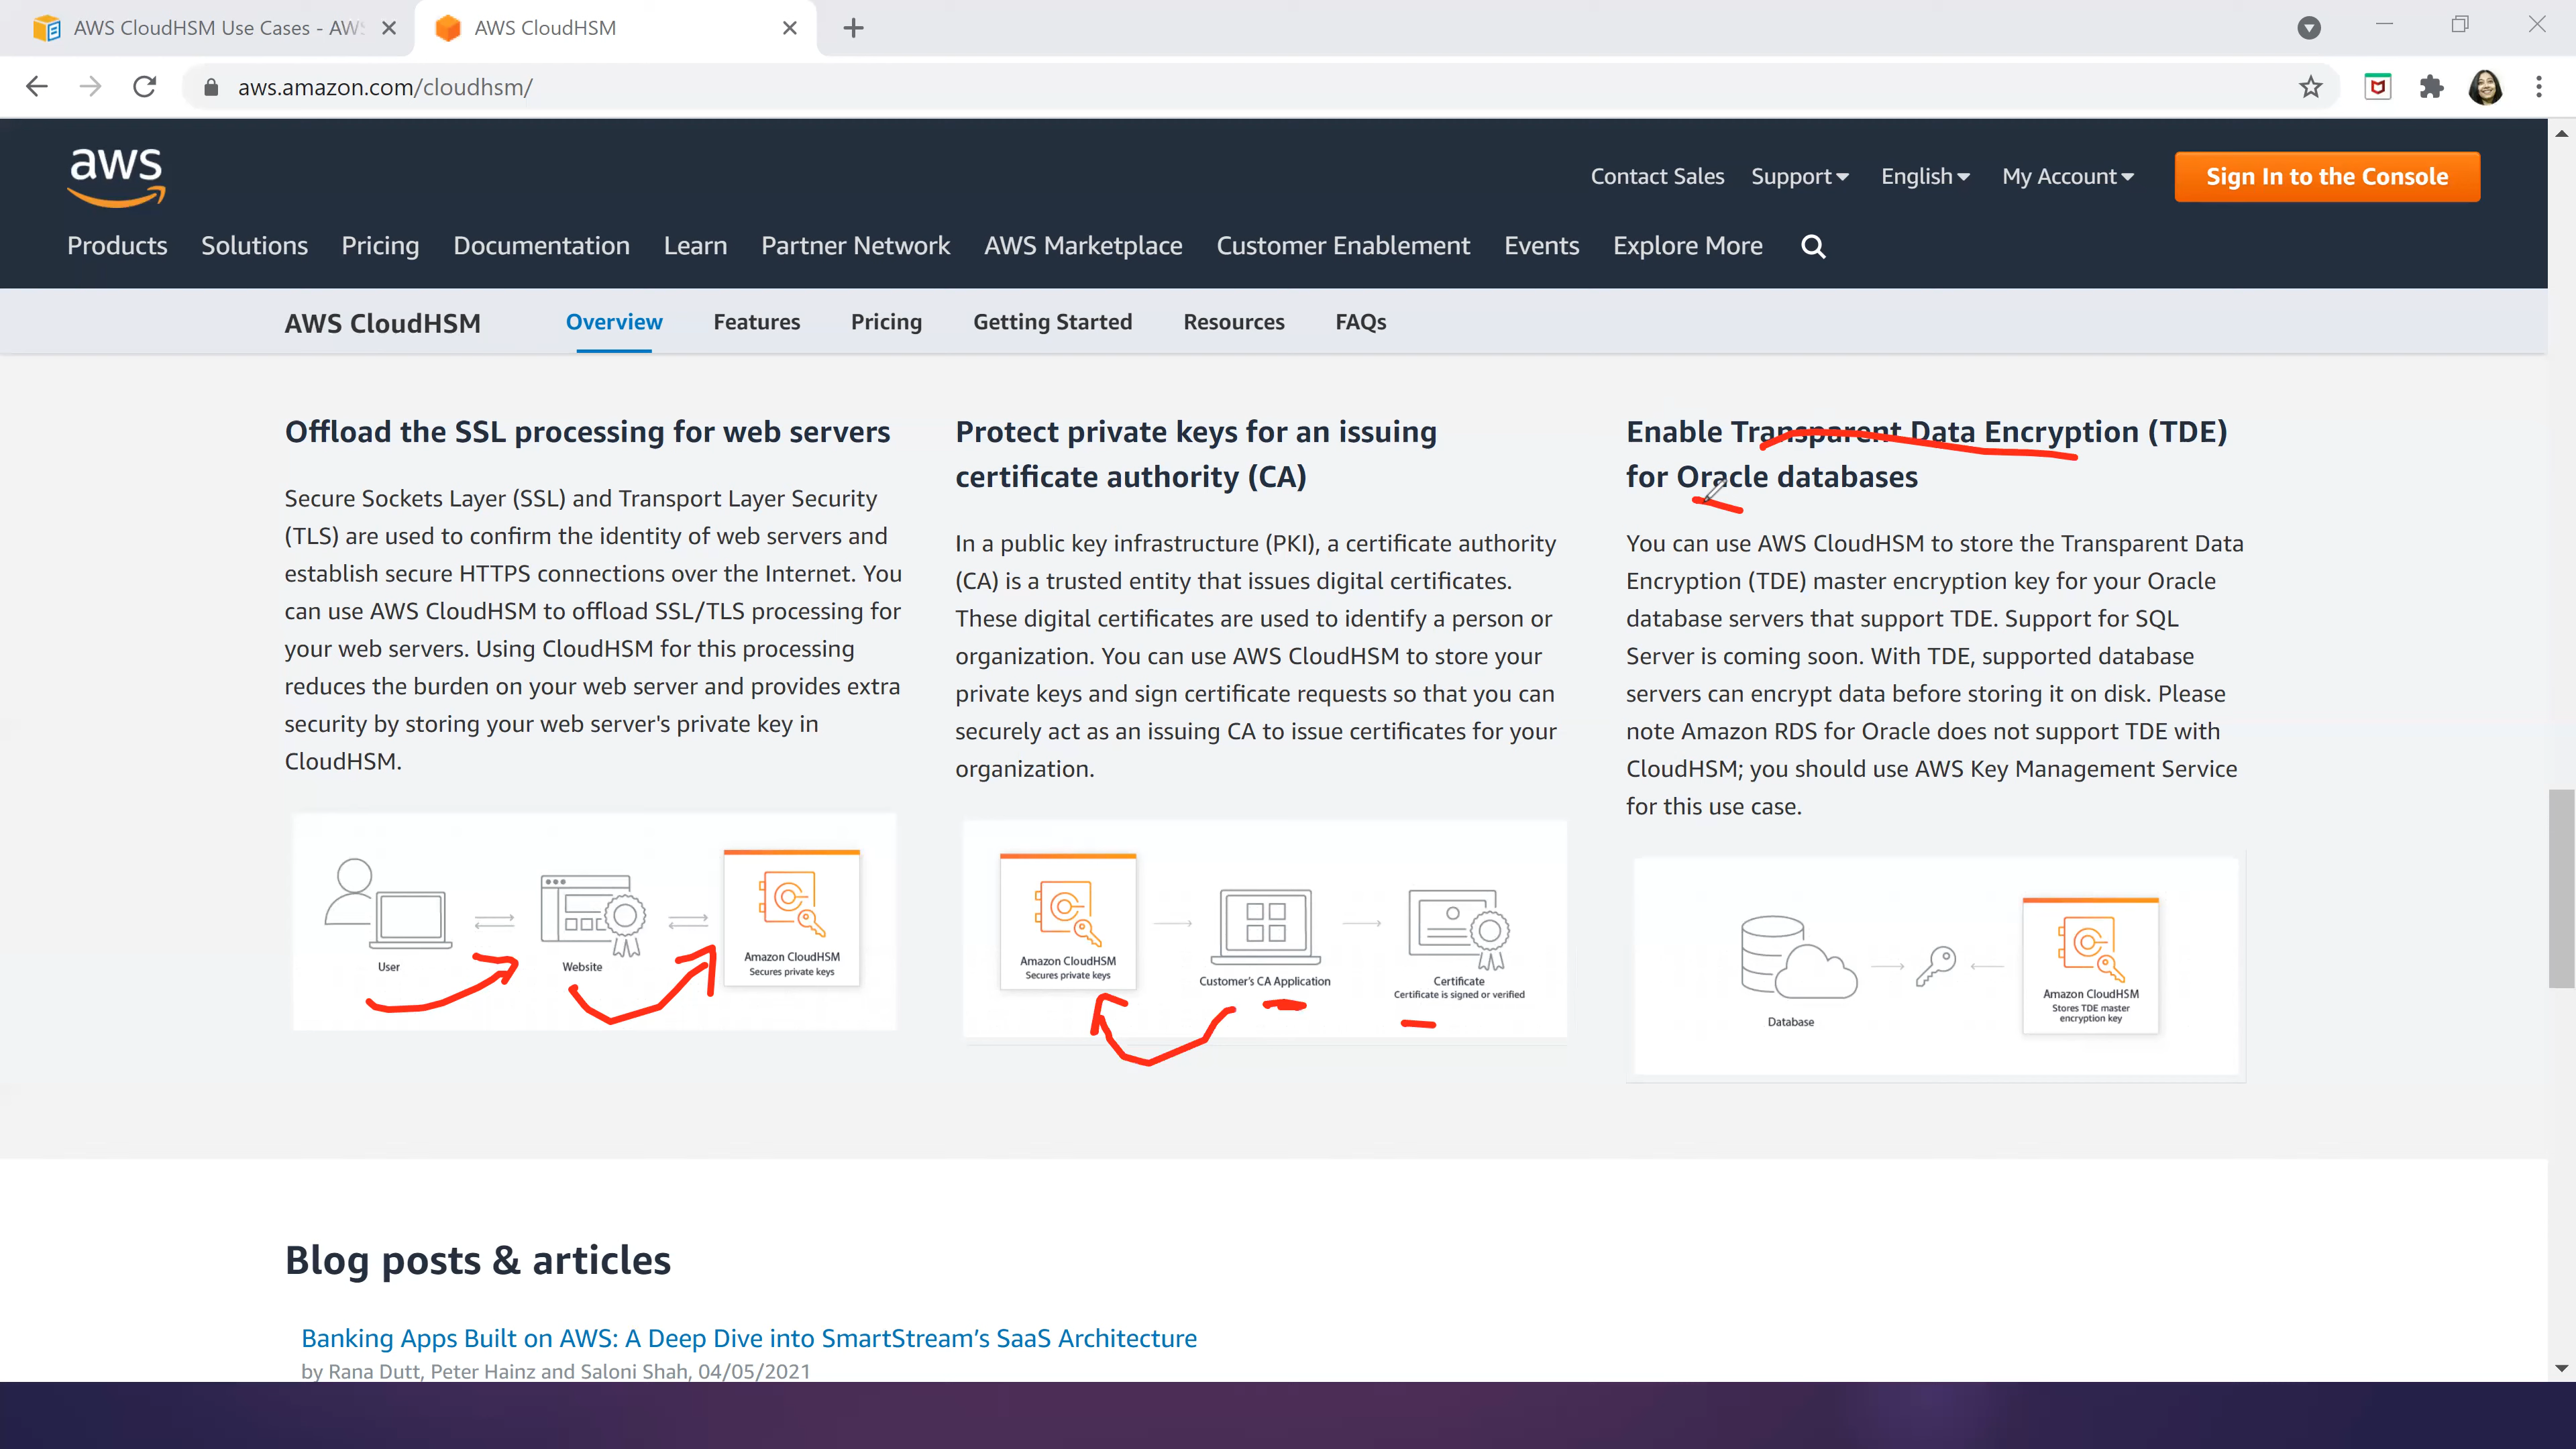 AWS CloudHSM Use Cases - AWS
AWS CloudHSM
aws.amazon.com/cloudhsm/
aws
Contact Sales
Support
English
My Account
Sign In to the Console
Products
Solutions
Pricing
Documentation
Learn
Partner Network
AWS Marketplace
Customer Enablement
Events
Explore More
AWS CloudHSM
Overview
Features
Pricing
Getting Started
Resources
FAQs
Offload the SSL processing for web servers
Secure Sockets Layer (SSL) and Transport Layer Security
(TLS) are used to confirm the identity of web servers and
establish secure HTTPS connections over the Internet. You
can use AWS CloudHSM to offload SSL/TLS processing for
your web servers. Using CloudHSM for this processing
reduces the burden on your web server and provides extra
security by storing your web server's private key in
CloudHSM.
User
Website
Amazon CloudHSM
Secures private keys
Protect private keys for an issuing
certificate authority (CA)
In a public key infrastructure (PKI), a certificate authority
(CA) is a trusted entity that issues digital certificates.
These digital certificates are used to identify a person or
organization. You can use AWS CloudHSM to store your
private keys and sign certificate requests so that you can
securely act as an issuing CA to issue certificates for your
organization.
Amazon CloudHSM
Secures private keys
Customer's CA Application
Certificate
Certificate is signed or verified
Enable Transparent Data Encryption (TDE)
for Oracle databases
You can use AWS CloudHSM to store the Transparent Data
Encryption (TDE) master encryption key for your Oracle
database servers that support TDE. Support for SQL
Server is coming soon. With TDE, supported database
servers can encrypt data before storing it on disk. Please
note Amazon RDS for Oracle does not support TDE with
CloudHSM; you should use AWS Key Management Service
for this use case.
Database
Amazon CloudHSM
Stores TDE master
encryption key
Blog posts & articles
Banking Apps Built on AWS: A Deep Dive into SmartStream’s SaaS Architecture
by Rana Dutt, Peter Hainz and Saloni Shah, 04/05/2021